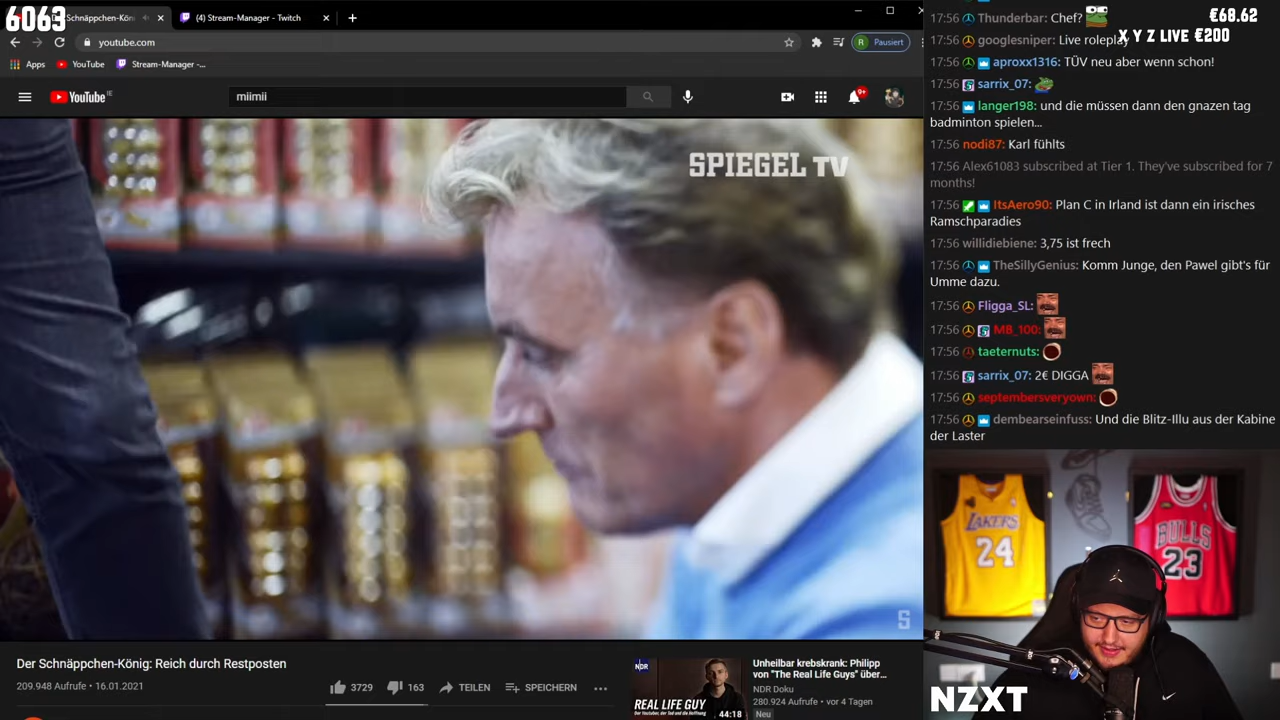 6063
Der Schnäppchen-Köni
(4) Stream-Manager - Twitch
youtube.com
Pausiert
Apps
YouTube
Stream-Manager -...
YouTube IE
miimii
9+
SPIEGEL TV
S
Der Schnäppchen-König: Reich durch Restposten
209.948 Aufrufe • 16.01.2021
3729
163
TEILEN
SPEICHERN
NDR
REAL LIFE GUY
44:18
Unheilbar krebskrank: Philipp
von "The Real Life Guys" über...
NDR Doku
280.924 Aufrufe • vor 4 Tagen
Neu
€68.62
X Y Z LIVE €200
17:56 Thunderbar: Chef?
17:56 googlesniper: Live roleplay
17:56 aproxx1316: TÜV neu aber wenn schon!
17:56 sarrix_07:
17:56 langer198: und die müssen dann den gnazen tag
badminton spielen...
17:56 nodi87: Karl fühlts
17:56 Alex61083 subscribed at Tier 1. They've subscribed for 7
months!
17:56 ItsAero90: Plan C in Irland ist dann ein irisches
Ramschparadies
17:56 willidiebiene: 3,75 ist frech
17:56 TheSillyGenius: Komm Junge, den Pawel gibt's für
Umme dazu.
17:56 Fligga_SL:
17:56 MB_100:
17:56 taeternuts:
17:56 sarrix_07: 2€ DIGGA
17:56 septembersveryown:
17:56 dembearseinfuss: Und die Blitz-Illu aus der Kabine
der Laster
LAKERS
24
BULLS
23
NZXT